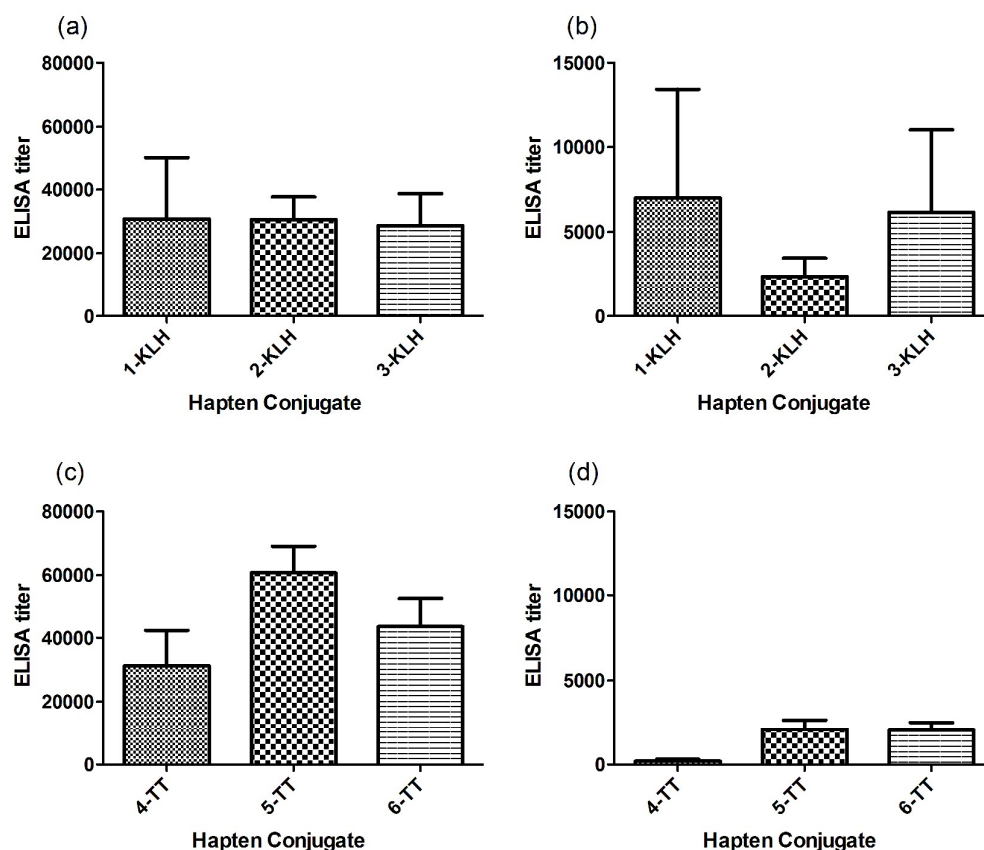 (a)
80000
60000
40000
20000
0
ELISA titer
1-KLH
2-KLH
3-KLH
Hapten Conjugate
(b)
15000
10000
5000
0
ELISA titer
1-KLH
2-KLH
3-KLH
Hapten Conjugate
(c)
80000
60000
40000
20000
0
ELISA titer
4-TT
5-TT
6-TT
Hapten Conjugate
(d)
15000
10000
5000
0
ELISA titer
4-TT
5-TT
6-TT
Hapten Conjugate